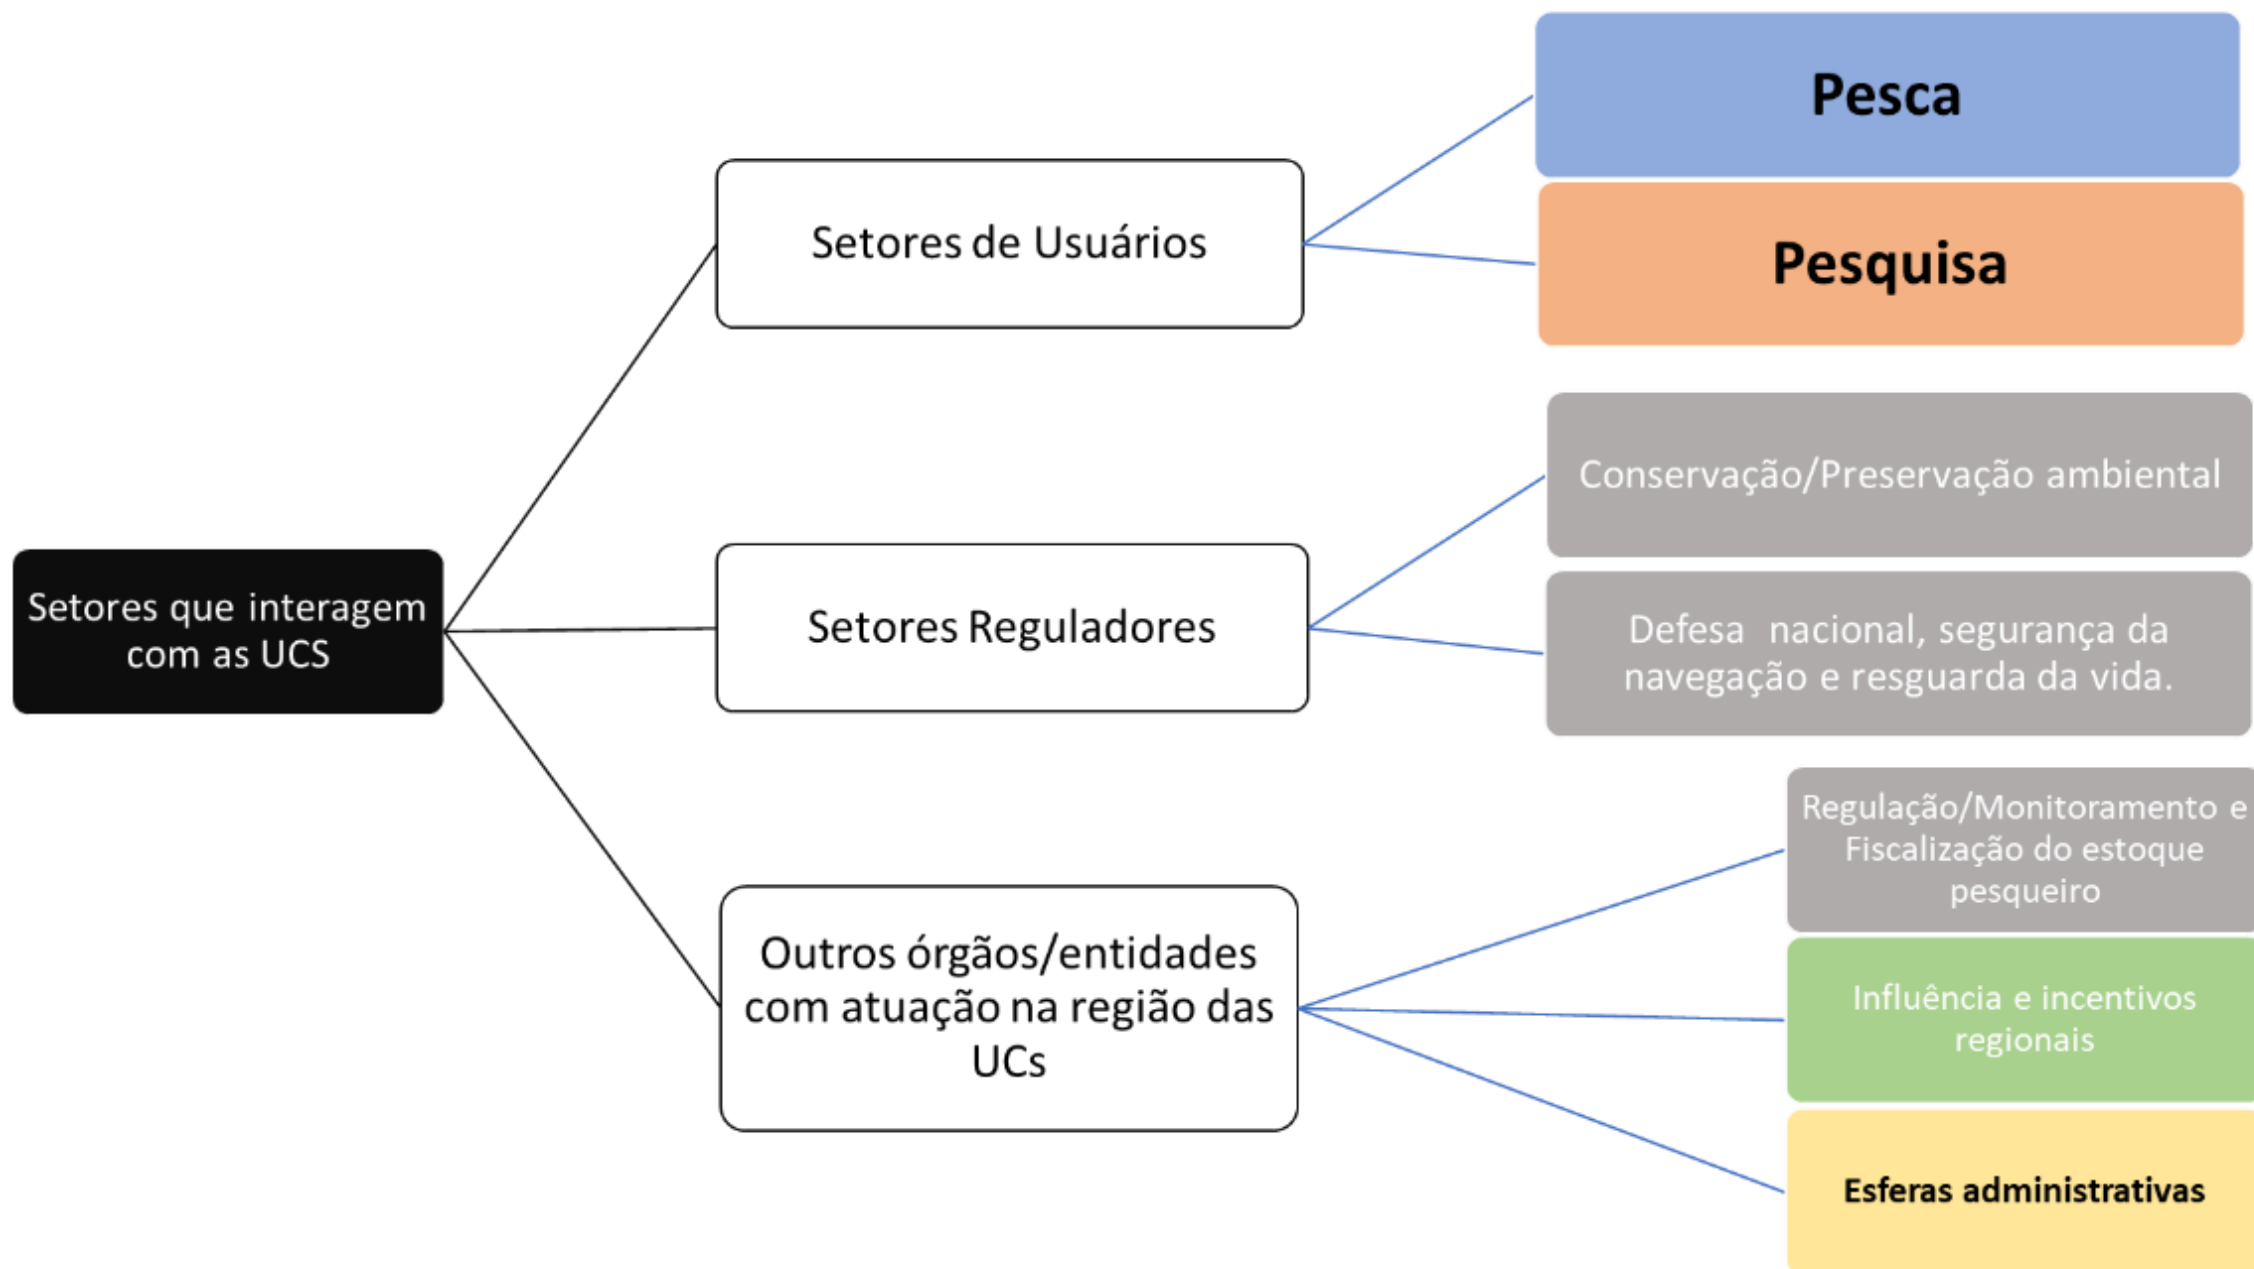 Setores que interagem
com as UCS
Setores de Usuários
Pesca
Pesquisa
Setores Reguladores
Conservação/Preservação ambiental
Defesa  nacional, segurança da
navegação e resguarda da vida.
Outros órgãos/entidades
com atuação na região das
UCs
Regulação/Monitoramento e
Fiscalização do estoque
pesqueiro
Influência e incentivos
regionais
Esferas administrativas